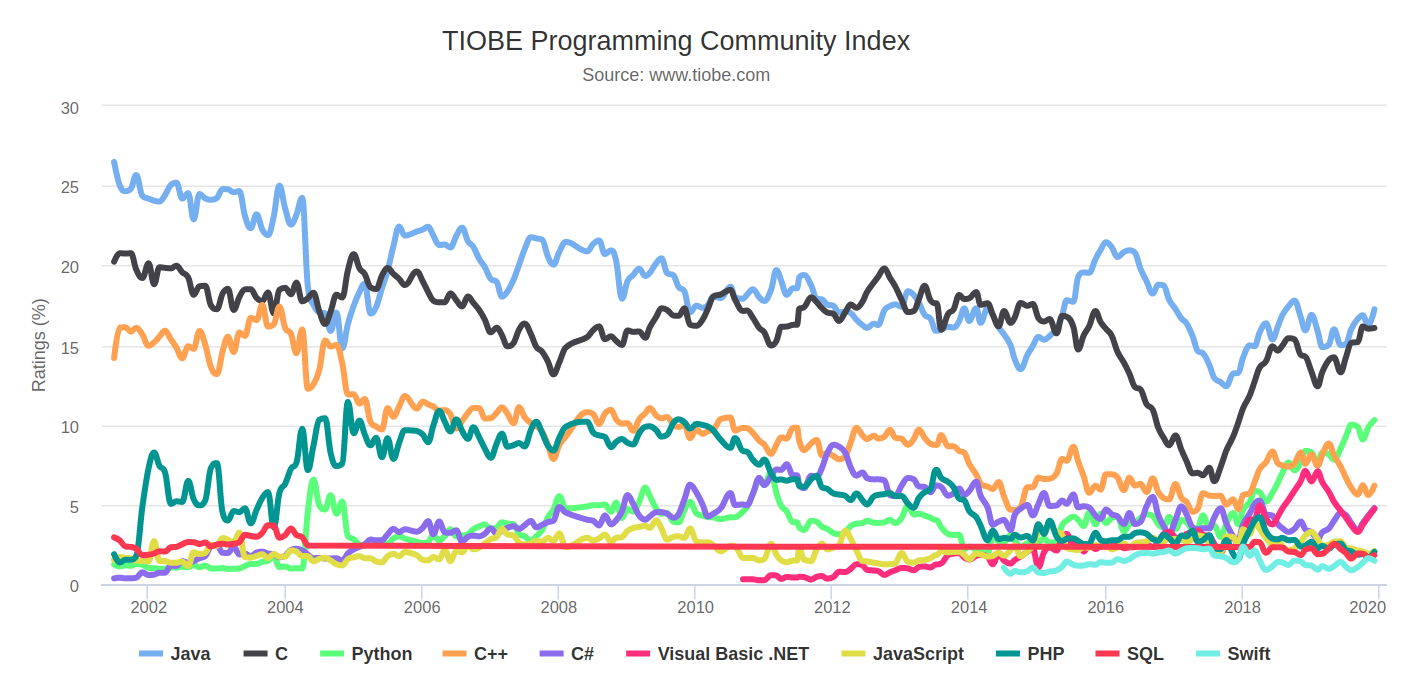 TIOBE Programming Community Index
Source: www.tiobe.com
Ratings (%)
30
25
20
15
10
5
0
2002 2004 2006 2008 2010 2012 2014 2016 2018 2020
Java C Python C++ C# Visual Basic .NET JavaScript PHP SQL Swift